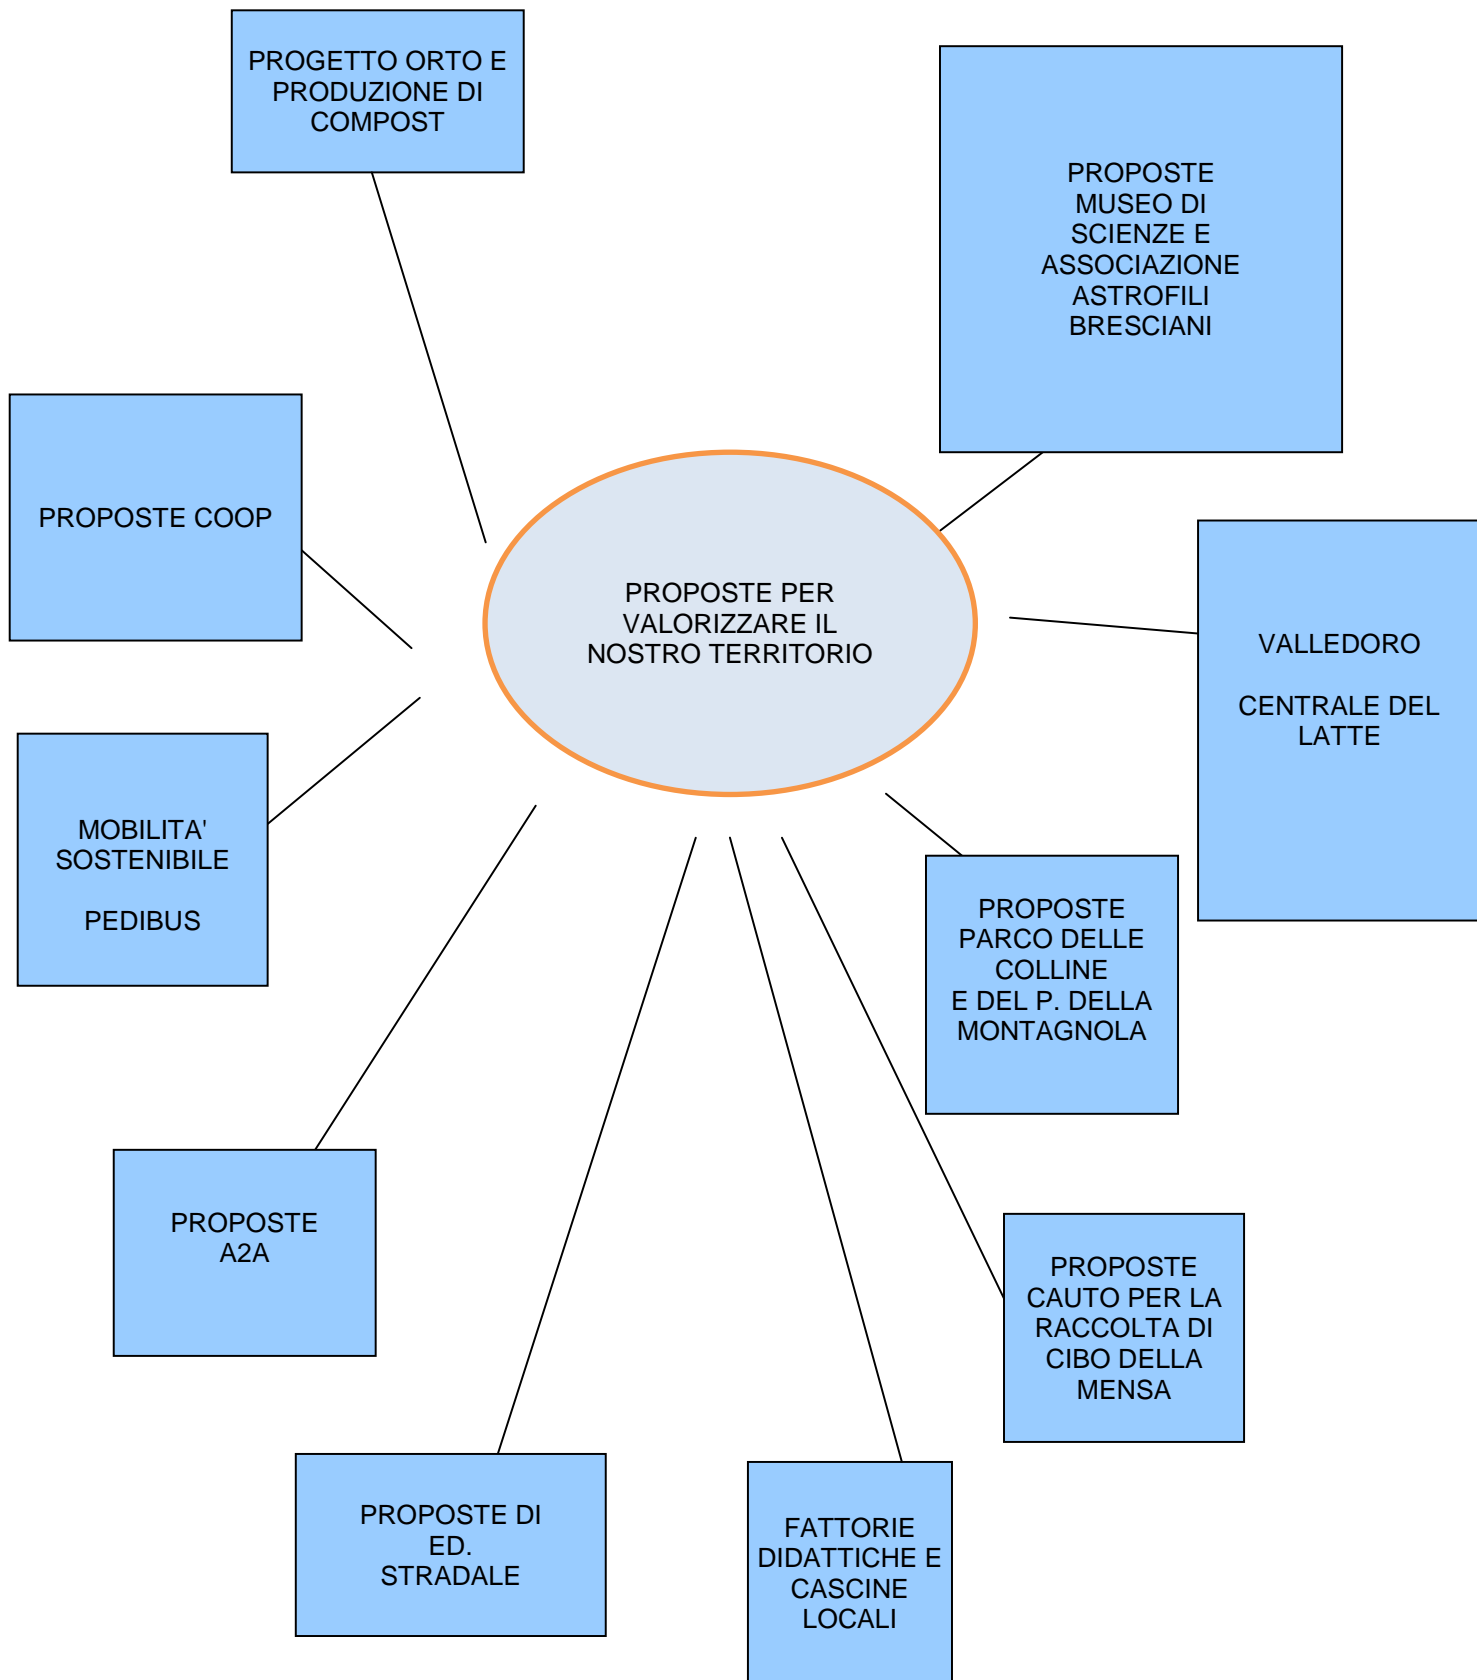 PROGETTO ORTO E
PRODUZIONE DI
COMPOST
PROPOSTE
MUSEO DI
SCIENZE E
ASSOCIAZIONE
ASTROFILI
BRESCIANI
PROPOSTE COOP
PROPOSTE PER
VALORIZZARE IL
NOSTRO TERRITORIO
VALLEDORO
CENTRALE DEL
LATTE
MOBILITA'
SOSTENIBILE
PEDIBUS
PROPOSTE
PARCO DELLE
COLLINE
E DEL P. DELLA
MONTAGNOLA
PROPOSTE
A2A
PROPOSTE
CAUTO PER LA
RACCOLTA DI
CIBO DELLA
MENSA
PROPOSTE DI
ED.
STRADALE
FATTORIE
DIDATTICHE E
CASCINE
LOCALI